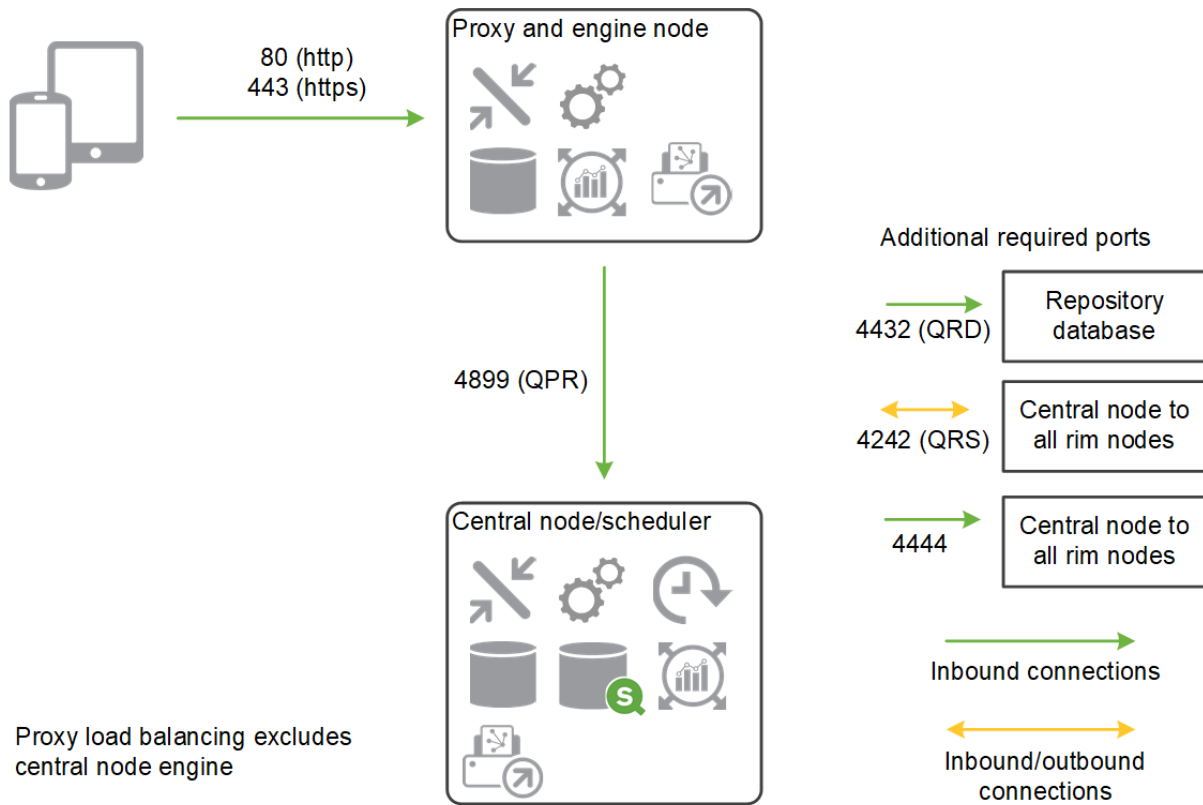 Proxy and engine node
80 (http)
443 (https)
4899 (QPR)
Central node/scheduler
S
Proxy load balancing excludes
central node engine
Additional required ports
4432 (QRD)
Repository
database
4242 (QRS)
Central node to
all rim nodes
4444
Central node to
all rim nodes
Inbound connections
Inbound/outbound
connections